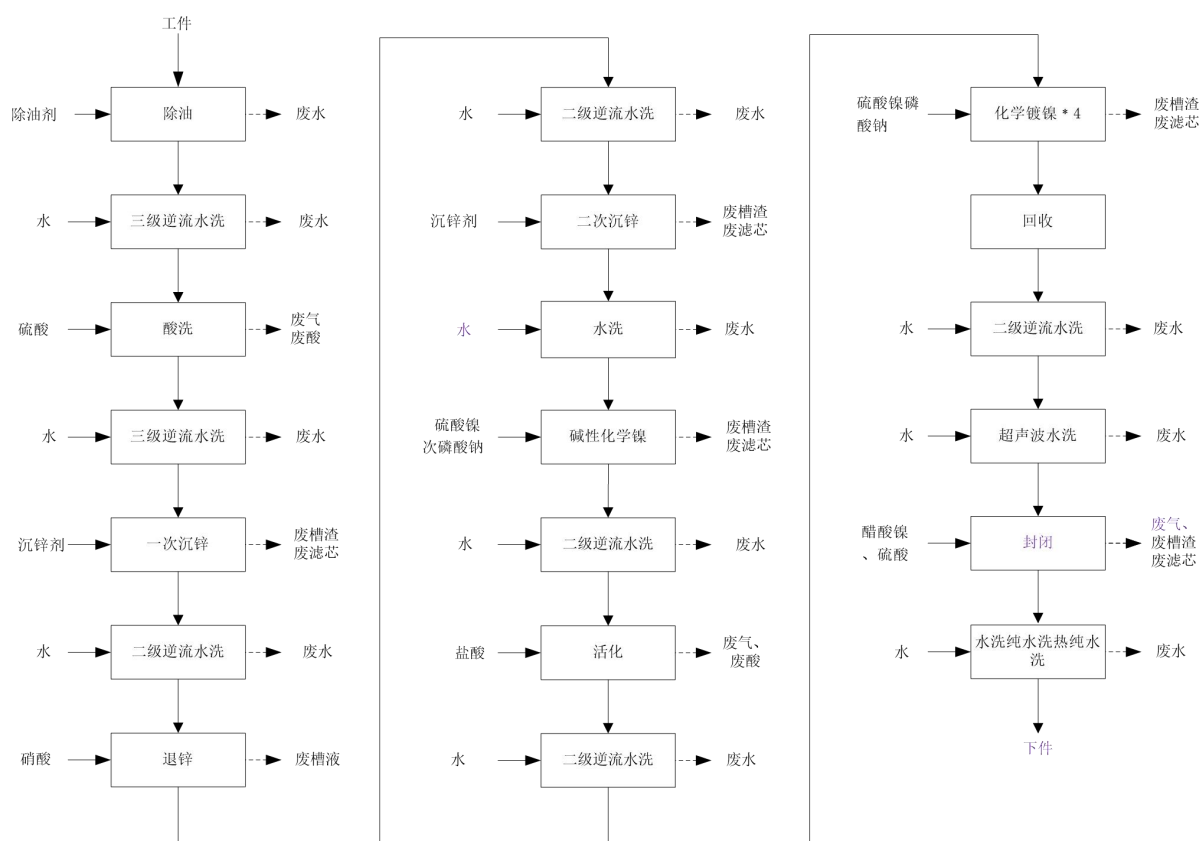 工件
除油剂
除油
废水
水
三级逆流水洗
废水
硫酸
酸洗
废气
废酸
水
三级逆流水洗
废水
沉锌剂
一次沉锌
废槽渣
废滤芯
水
二级逆流水洗
废水
硝酸
退锌
废槽液
水
二级逆流水洗
废水
沉锌剂
二次沉锌
废槽渣
废滤芯
水
水洗
废水
硫酸镍
次磷酸钠
碱性化学镍
废槽渣
废滤芯
水
二级逆流水洗
废水
盐酸
活化
废气、
废酸
水
二级逆流水洗
废水
硫酸镍磷
酸钠
化学镀镍*4
废槽渣
废滤芯
回收
水
二级逆流水洗
废水
水
超声波水洗
废水
醋酸镍
、硫酸
封闭
废气、
废槽渣
废滤芯
水
水洗纯水洗热纯水
洗
废水
下件